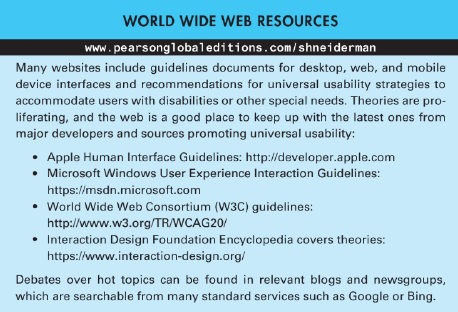 WORLD WIDE WEB RESOURCES
www.pearsonglobaleditions.com/shneiderman
Many websites include guidelines documents for desktop, web, and mobile
device interfaces and recommendations for universal usability strategies to
accommodate users with disabilities or other special needs. Theories are pro-
liferating, and the web is a good place to keep up with the latest ones from
major developers and sources promoting universal usability:
• Apple Human Interface Guidelines: http://developer.apple.com
• Microsoft Windows User Experience Interaction Guidelines:
https://msdn.microsoft.com
• World Wide Web Consortium (W3C) guidelines:
http://www.w3.org/TR/WCAG20/
• Interaction Design Foundation Encyclopedia covers theories:
https://www.interaction-design.org/
Debates over hot topics can be found in relevant blogs and newsgroups,
which are searchable from many standard services such as Google or Bing.